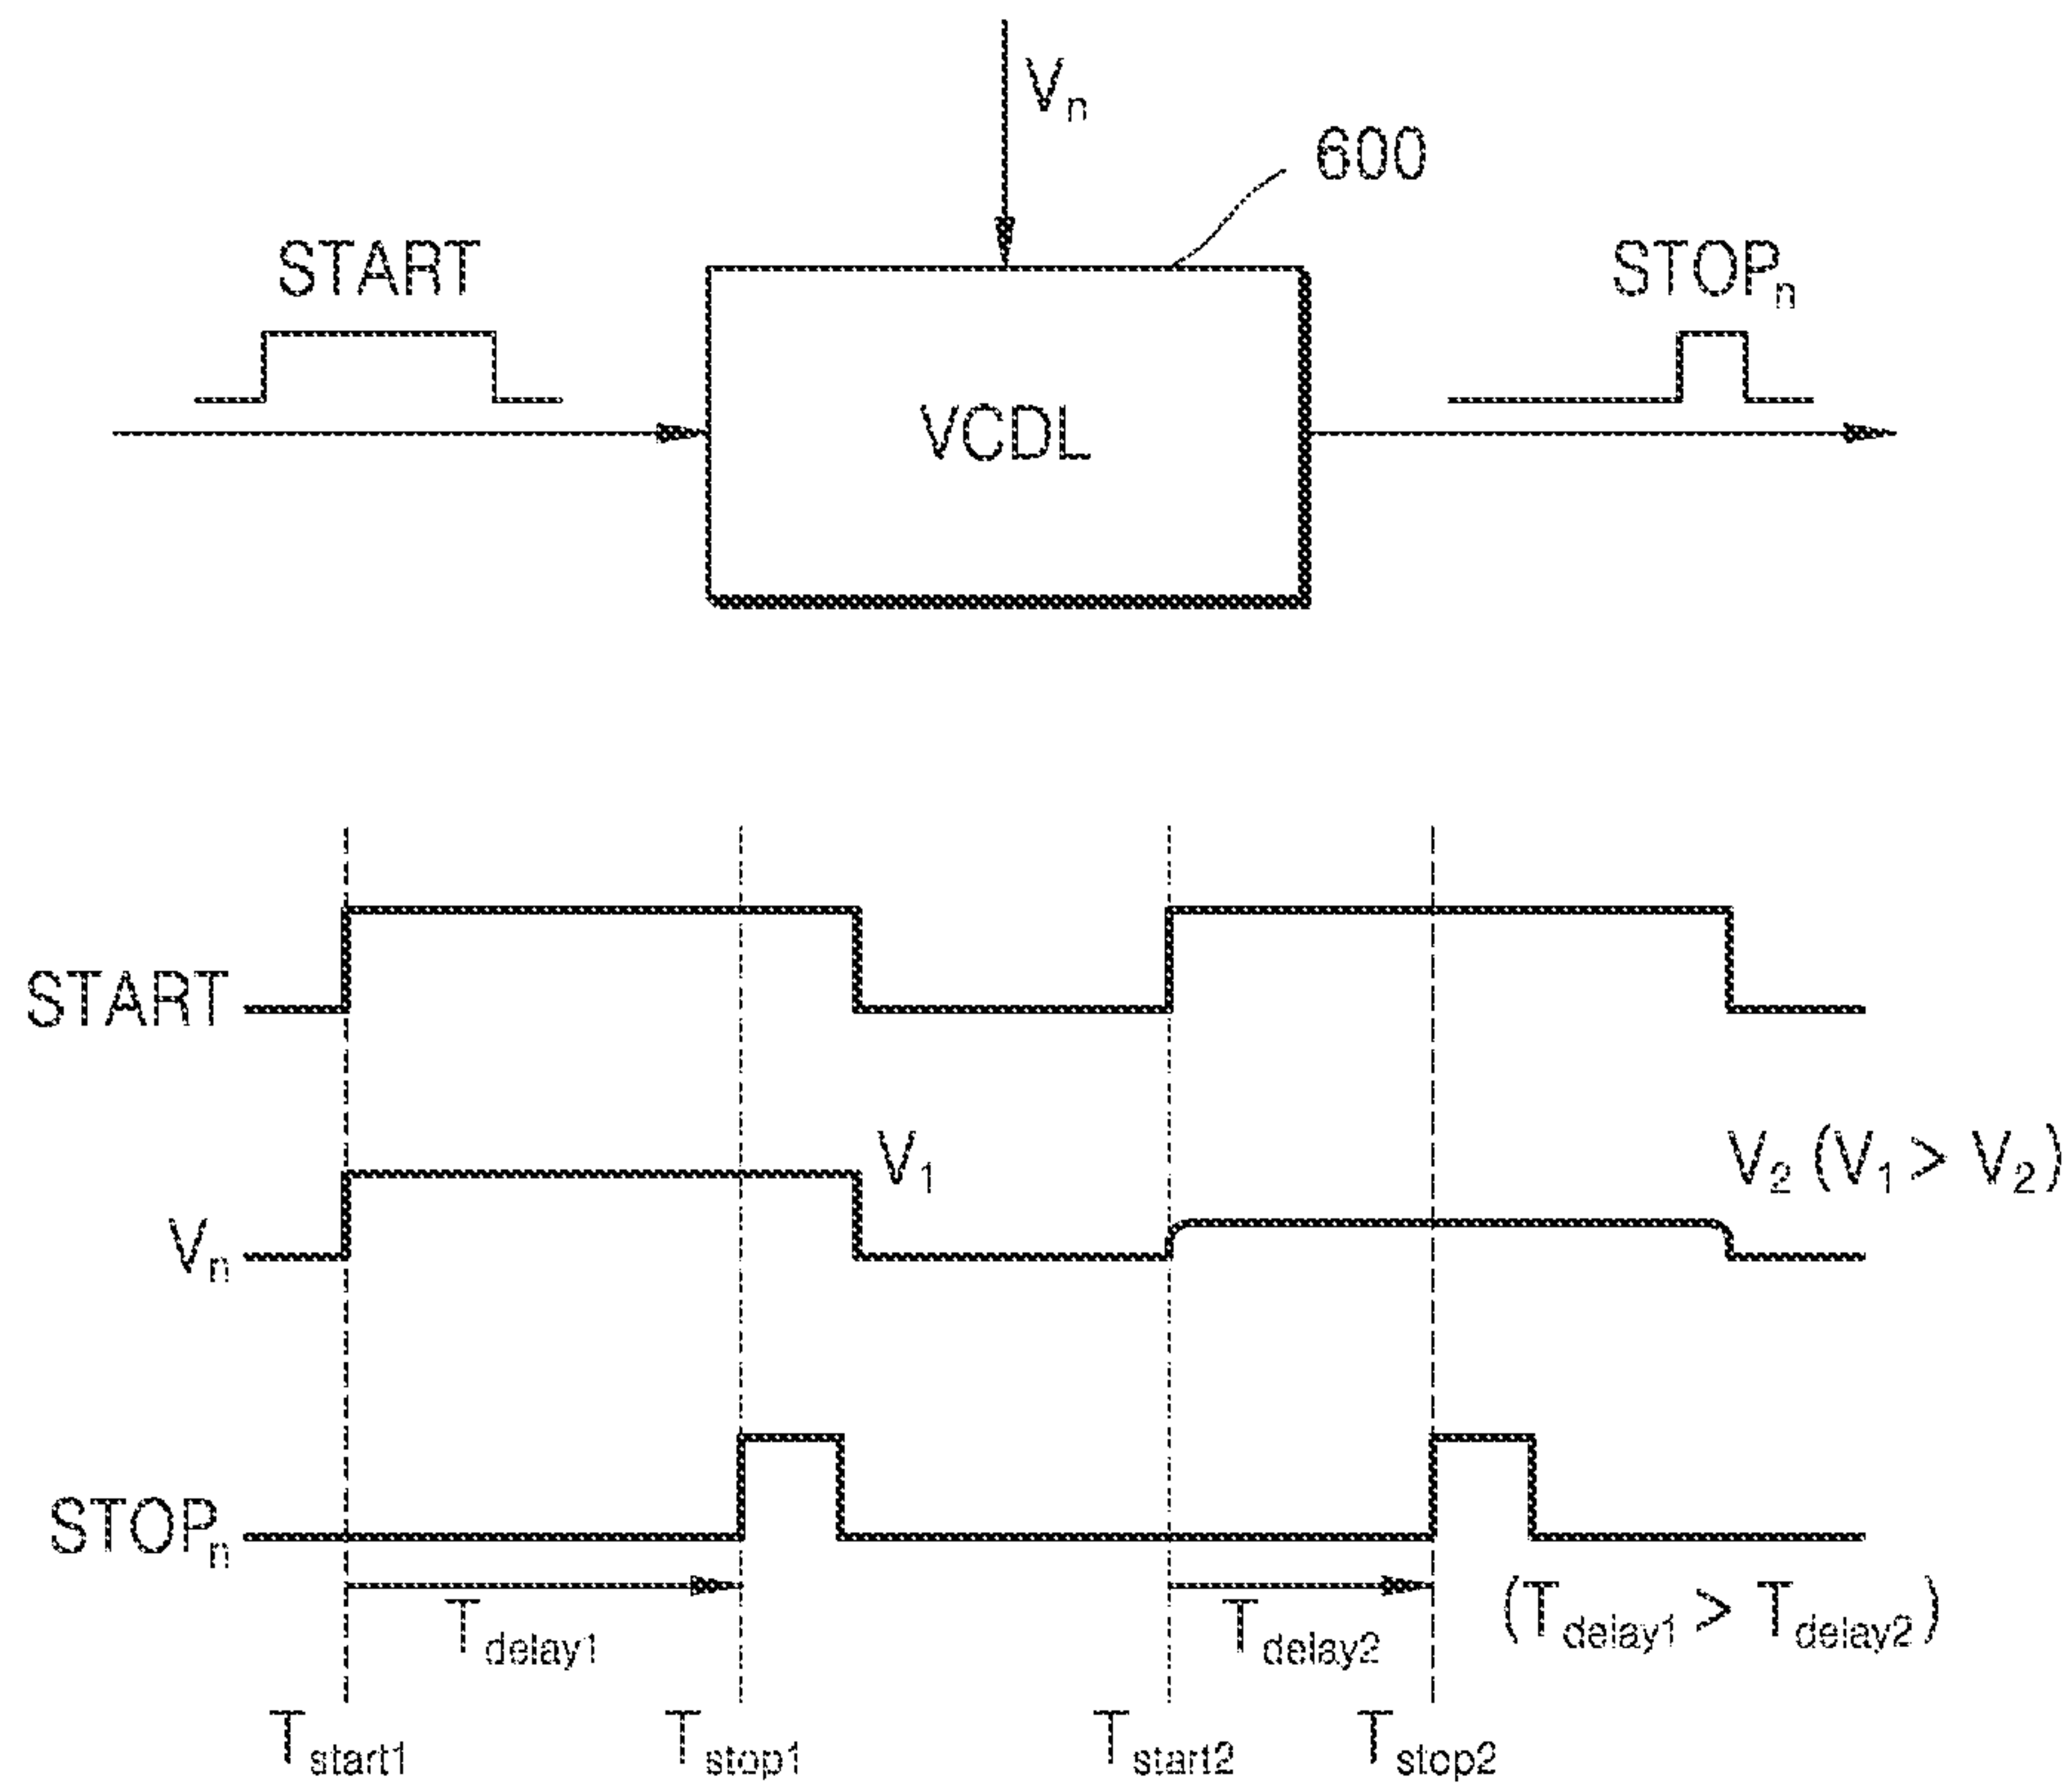 Vn
600
START
STOPn
VCDL
START
V1
V2 (V1 > V2)
Vn
STOPn
Tdelay1
Tdelay2
(Tdelay1 > Tdelay2)
Tstart1
Tstop1
Tstart2
Tstop2